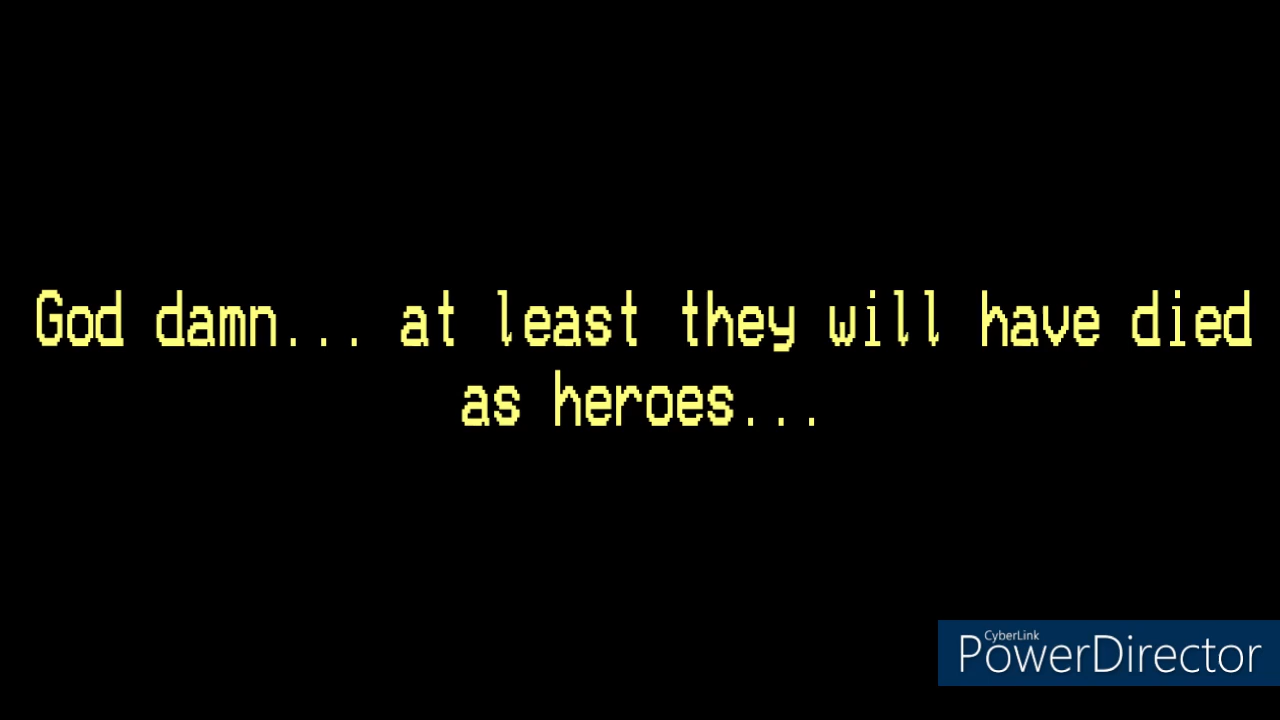 God damn... at least they will have died
as heroes...
CyberLink
PowerDirector